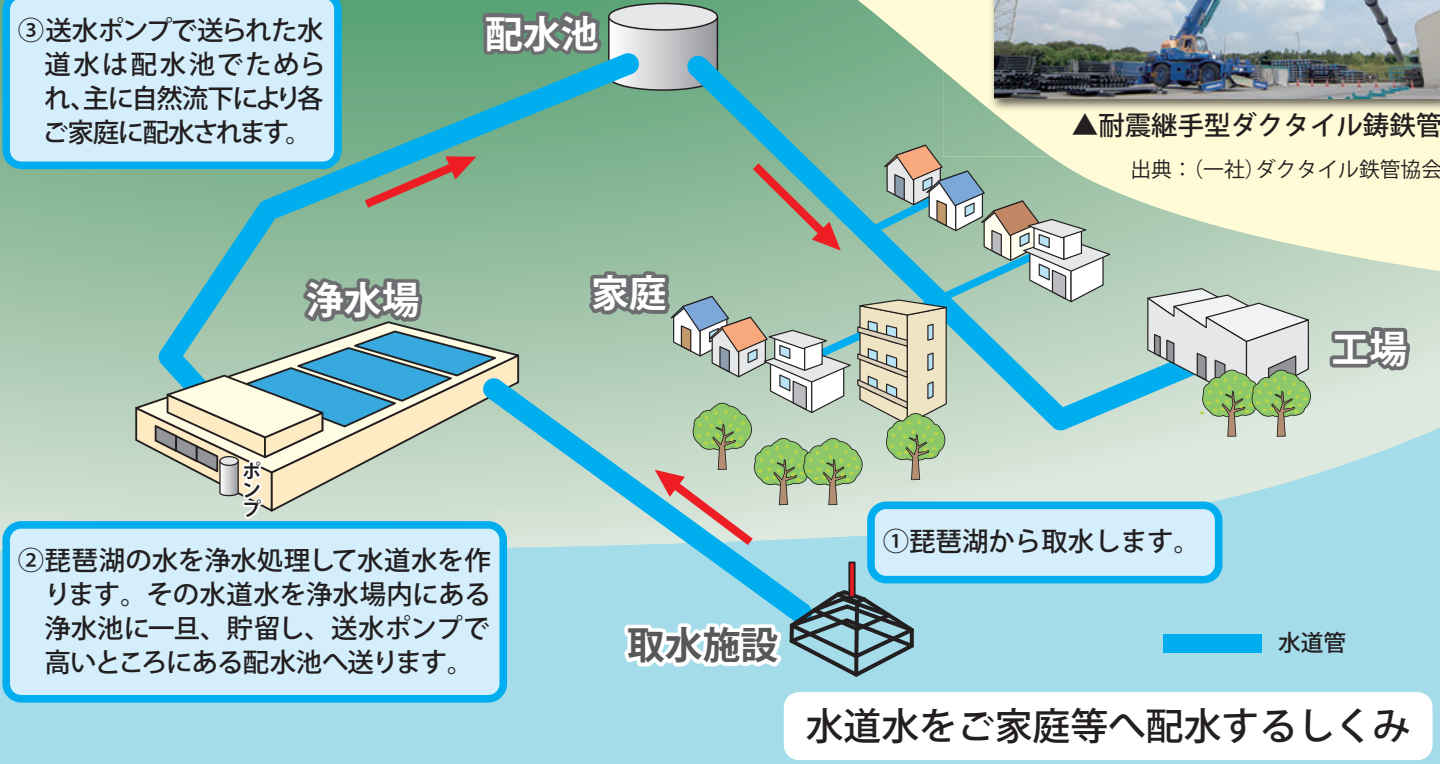 ③送水ポンプで送られた水
道水は配水池でためら
れ、主に自然流下により各
ご家庭に配水されます。
配水池
▲耐震継手型ダクタイル鋳鉄管
出典：（一社）ダクタイル鉄管協会
浄水場
家庭
工場
ポンプ
①琵琶湖から取水します。
②琵琶湖の水を浄水処理して水道水を作
ります。その水道水を浄水場内にある
浄水池に一旦、貯留し、送水ポンプで
高いところにある配水池へ送ります。
取水施設
水道管
水道水をご家庭等へ配水するしくみ